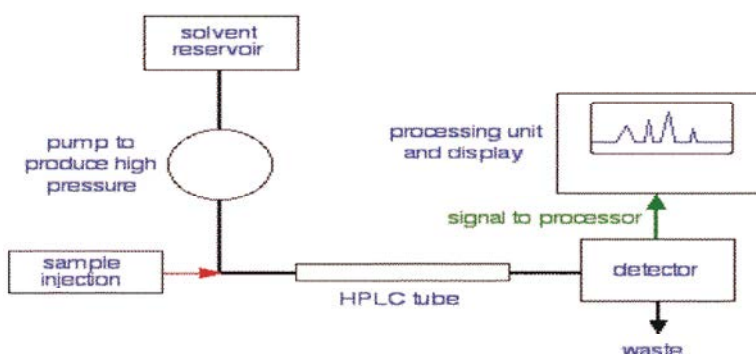 solvent
reservoir
pump to
produce high
pressure
processing unit
and display
signal to processor
sample
injection
HPLC tube
detector
waste